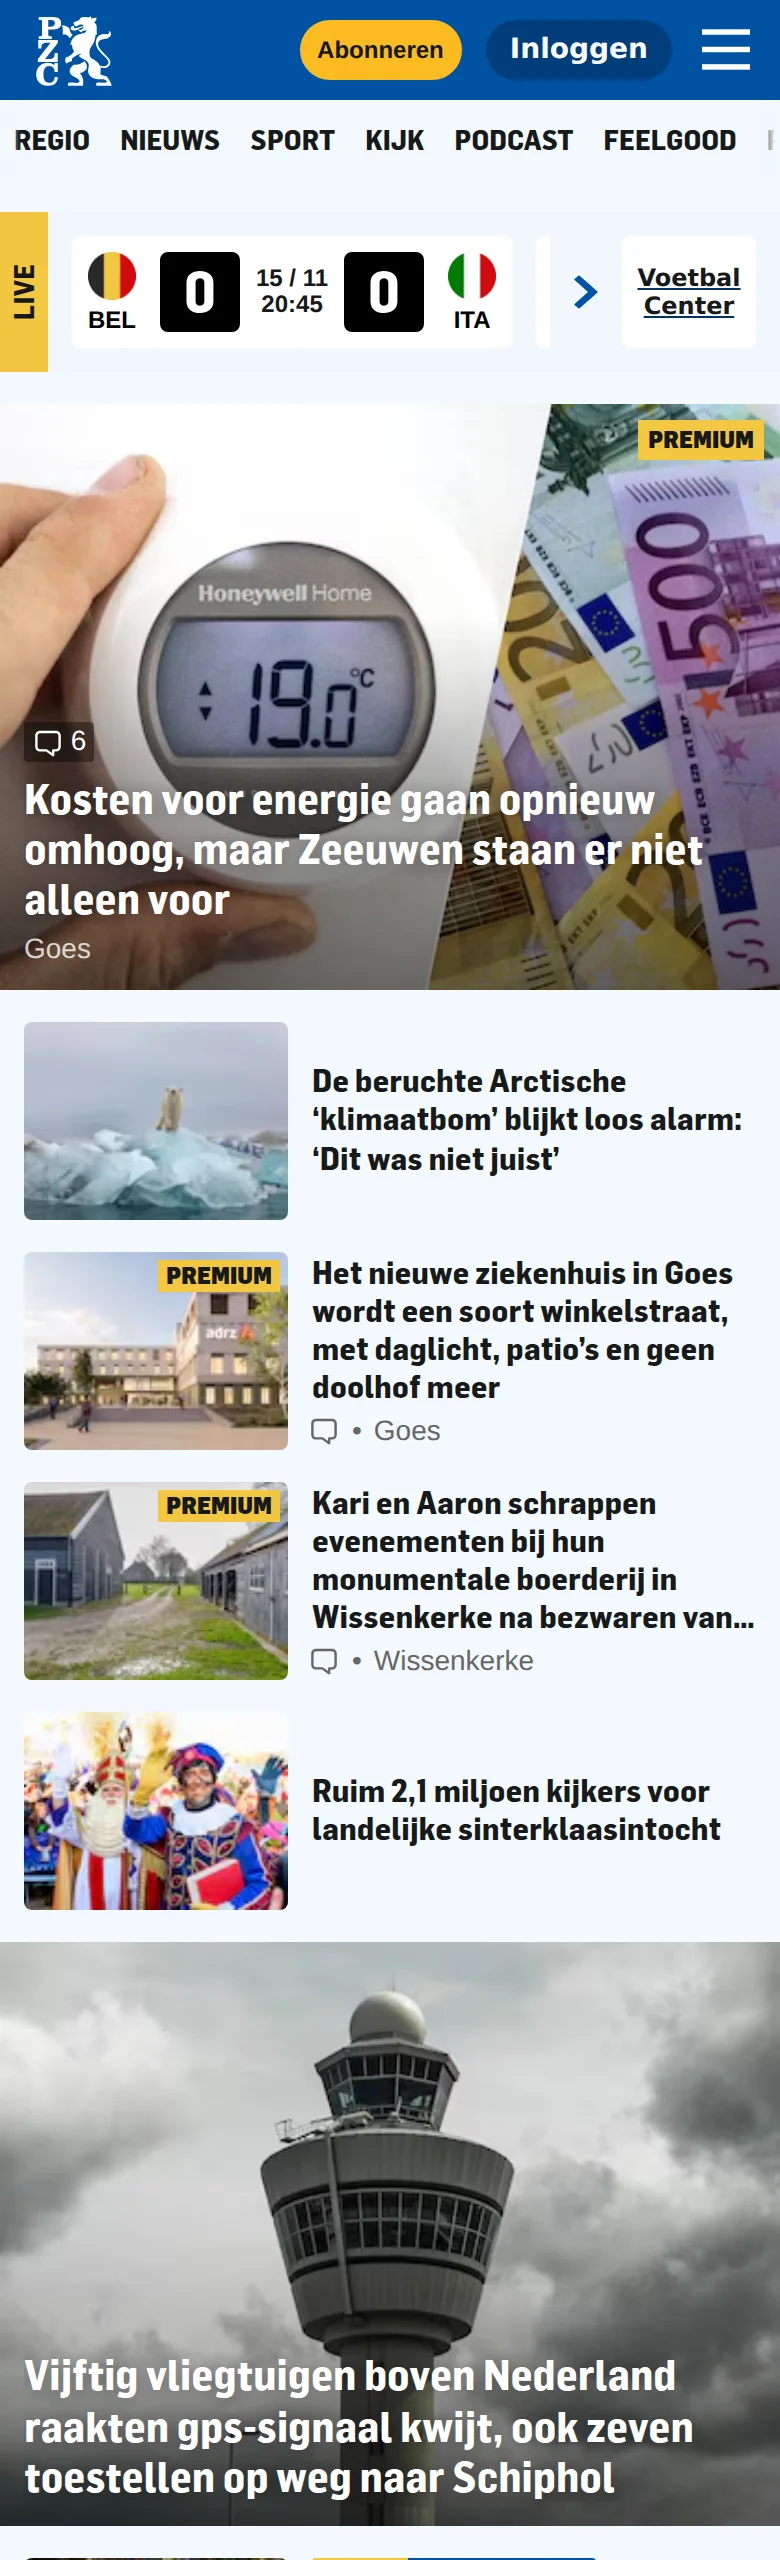 PZC
Abonneren
Inloggen
REGIO NIEUWS SPORT KIJK PODCAST FEELGOOD
LIVE
BEL
0
15 / 11
20:45
0
ITA
Voetbal
Center
PREMIUM
Honeywell Home
19.0°C
500
200
6
Kosten voor energie gaan opnieuw
omhoog, maar Zeeuwen staan er niet
alleen voor
Goes
De beruchte Arctische
‘klimaatbom’ blijkt loos alarm:
‘Dit was niet juist’
PREMIUM
adrz
Het nieuwe ziekenhuis in Goes
wordt een soort winkelstraat,
met daglicht, patio’s en geen
doolhof meer
• Goes
PREMIUM
Kari en Aaron schrappen
evenementen bij hun
monumentale boerderij in
Wissenkerke na bezwaren van...
• Wissenkerke
Ruim 2,1 miljoen kijkers voor
landelijke sinterklaasintocht
Vijftig vliegtuigen boven Nederland
raakten gps-signaal kwijt, ook zeven
toestellen op weg naar Schiphol